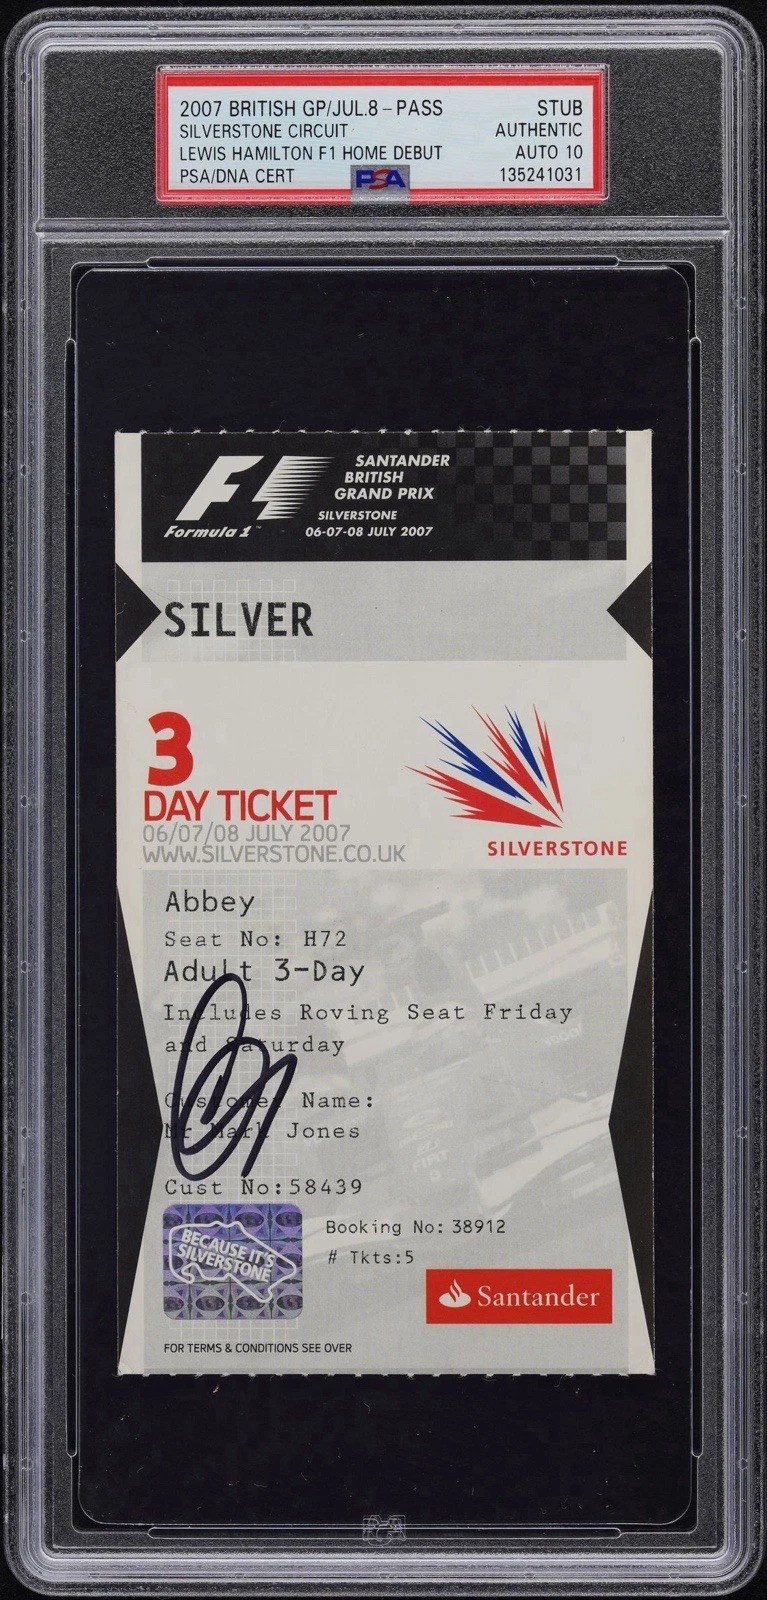 2007 BRITISH GP/JUL.8-PASS STUB
SILVERSTONE CIRCUIT AUTHENTIC
LEWIS HAMILTON F1 HOME DEBUT AUTO 10
PSA/DNA CERT PSA 135241031
F1
Formula 1™
SANTANDER
BRITISH
GRAND PRIX
SILVERSTONE
06-07-08 JULY 2007
SILVER
3
DAY TICKET
06/07/08 JULY 2007
WWW.SILVERSTONE.CO.UK
SILVERSTONE
Abbey
Seat No: H72
Adult 3-Day
Includes Roving Seat Friday
and Saturday
Customer Name:
Mr Mark Jones
Cust No:58439
BECAUSE IT'S
SILVERSTONE
Booking No: 38912
# Tkts:5
Santander
FOR TERMS & CONDITIONS SEE OVER
PSA